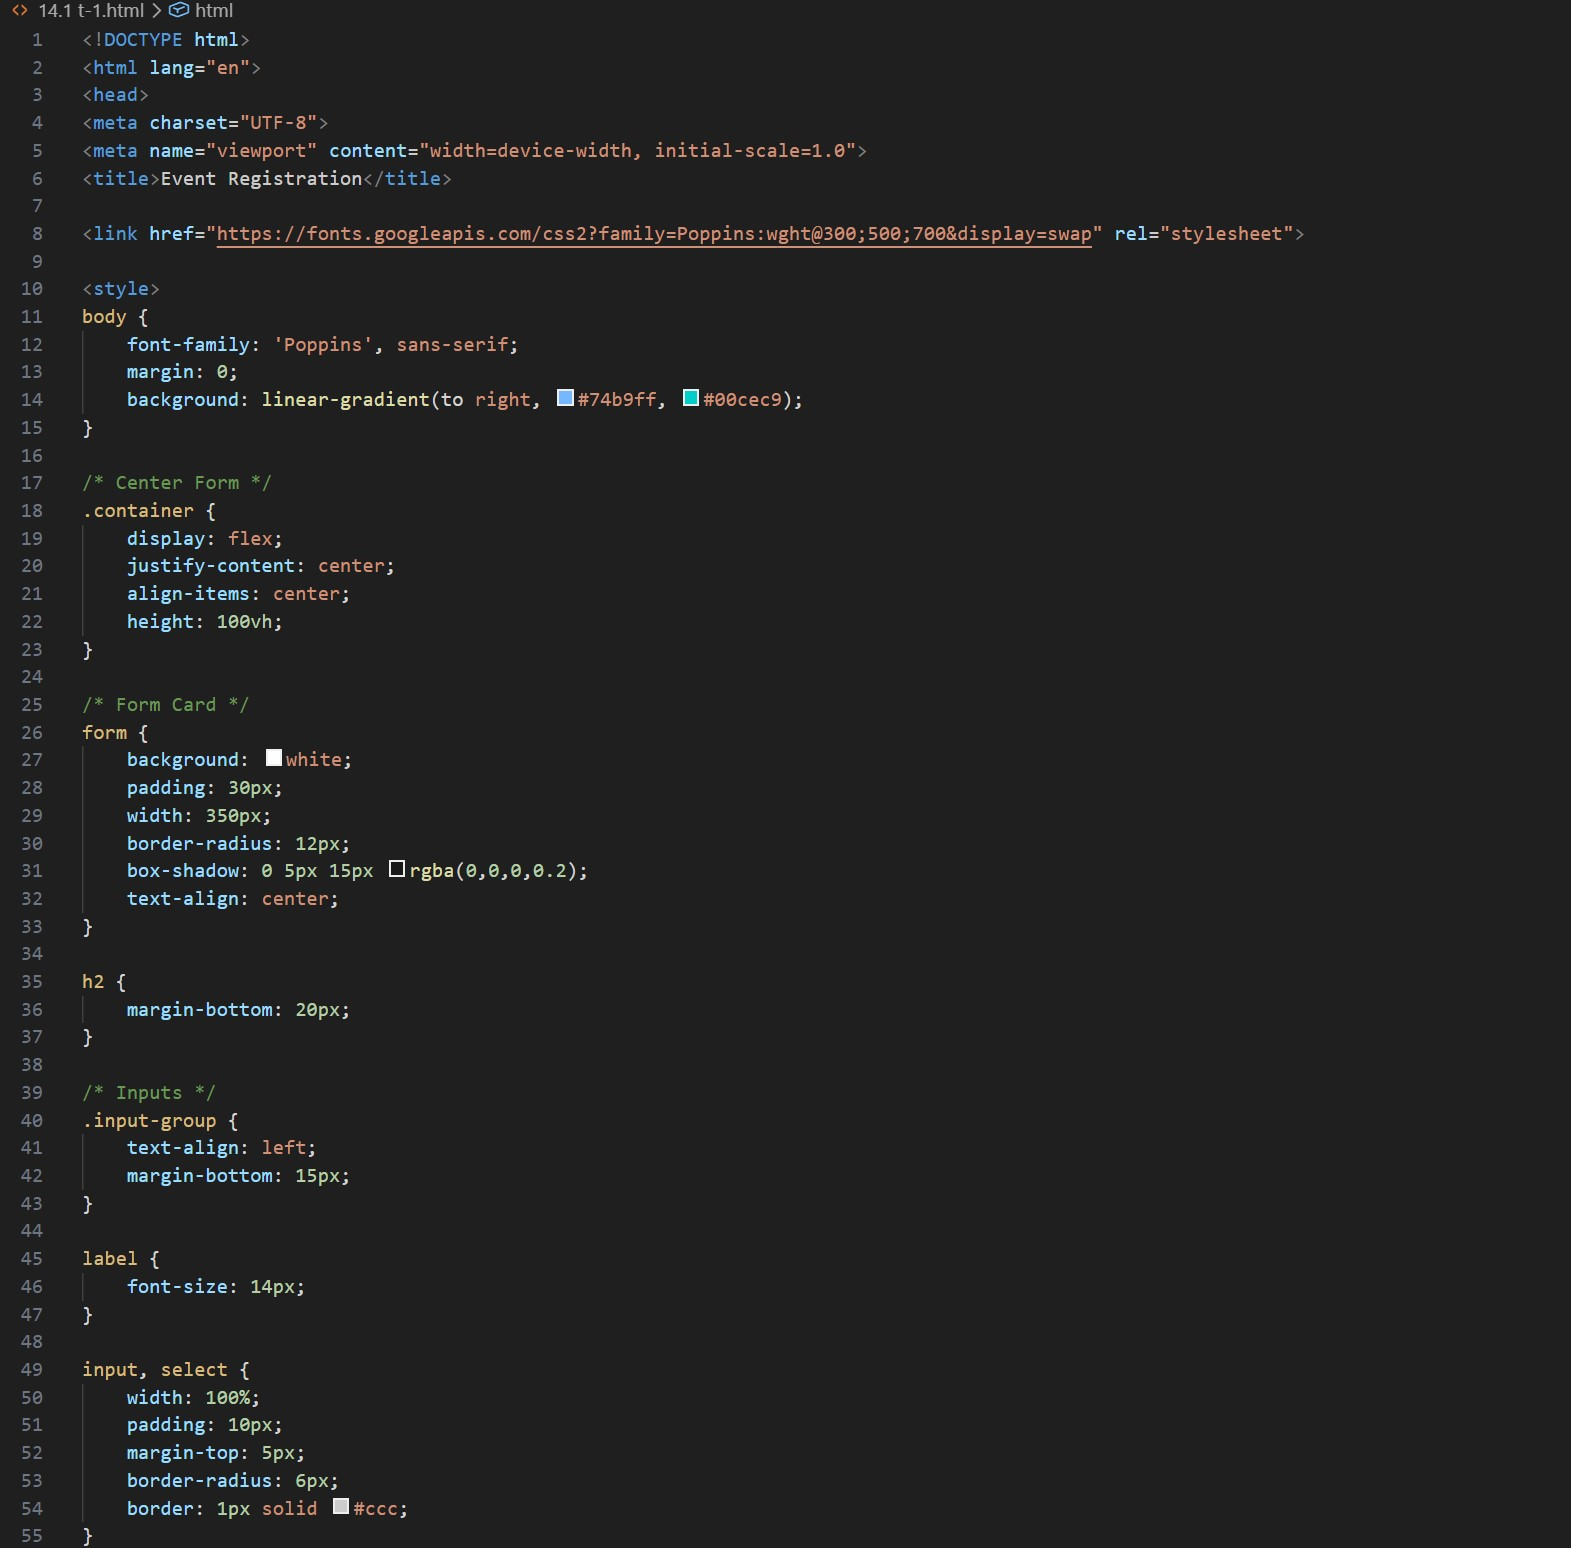 14.1 t-1.html > html
1 <!DOCTYPE html>
2 <html lang="en">
3 <head>
4 <meta charset="UTF-8">
5 <meta name="viewport" content="width=device-width, initial-scale=1.0">
6 <title>Event Registration</title>
7
8 <link href="https://fonts.googleapis.com/css2?family=Poppins:wght@300;500;700&display=swap" rel="stylesheet">
9
10 <style>
11 body {
12     font-family: 'Poppins', sans-serif;
13     margin: 0;
14     background: linear-gradient(to right, #74b9ff, #00cec9);
15 }
16
17 /* Center Form */
18 .container {
19     display: flex;
20     justify-content: center;
21     align-items: center;
22     height: 100vh;
23 }
24
25 /* Form Card */
26 form {
27     background: white;
28     padding: 30px;
29     width: 350px;
30     border-radius: 12px;
31     box-shadow: 0 5px 15px rgba(0,0,0,0.2);
32     text-align: center;
33 }
34
35 h2 {
36     margin-bottom: 20px;
37 }
38
39 /* Inputs */
40 .input-group {
41     text-align: left;
42     margin-bottom: 15px;
43 }
44
45 label {
46     font-size: 14px;
47 }
48
49 input, select {
50     width: 100%;
51     padding: 10px;
52     margin-top: 5px;
53     border-radius: 6px;
54     border: 1px solid #ccc;
55 }